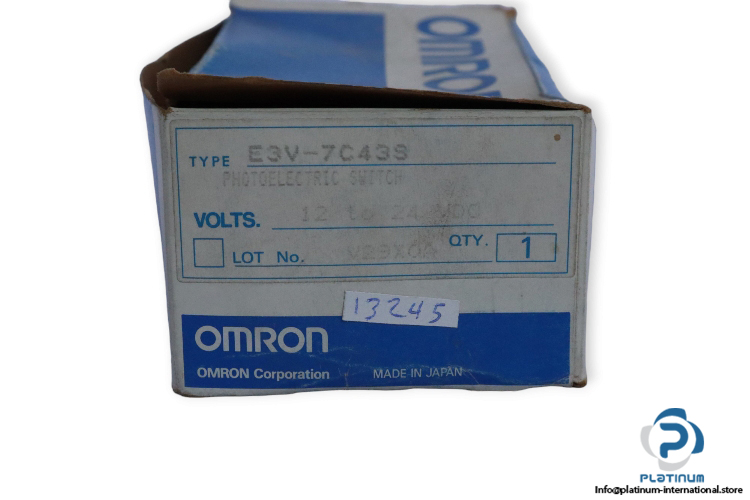 OMRON
TYPE E3V-7C43S
PHOTOELECTRIC SWITCH
VOLTS. 12 to 24 VDC
LOT No. QTY. 1
13245
OMRON
OMRON Corporation MADE IN JAPAN
PLATINUM
Info@platinum-international.store